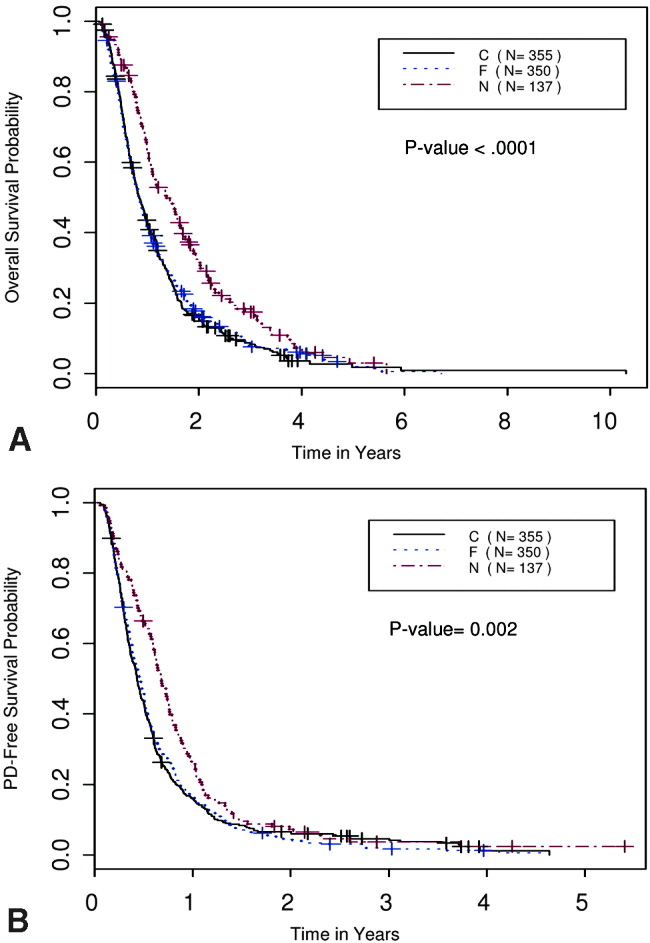 1.0
0.8
0.6
0.4
0.2
0.0
Overall Survival Probability
C ( N= 355 )
F ( N= 350 )
N ( N= 137 )
P-value < .0001
0 2 4 6 8 10
Time in Years
A
1.0
0.8
0.6
0.4
0.2
0.0
PD-Free Survival Probability
C ( N= 355 )
F ( N= 350 )
N ( N= 137 )
P-value= 0.002
0 1 2 3 4 5
Time in Years
B